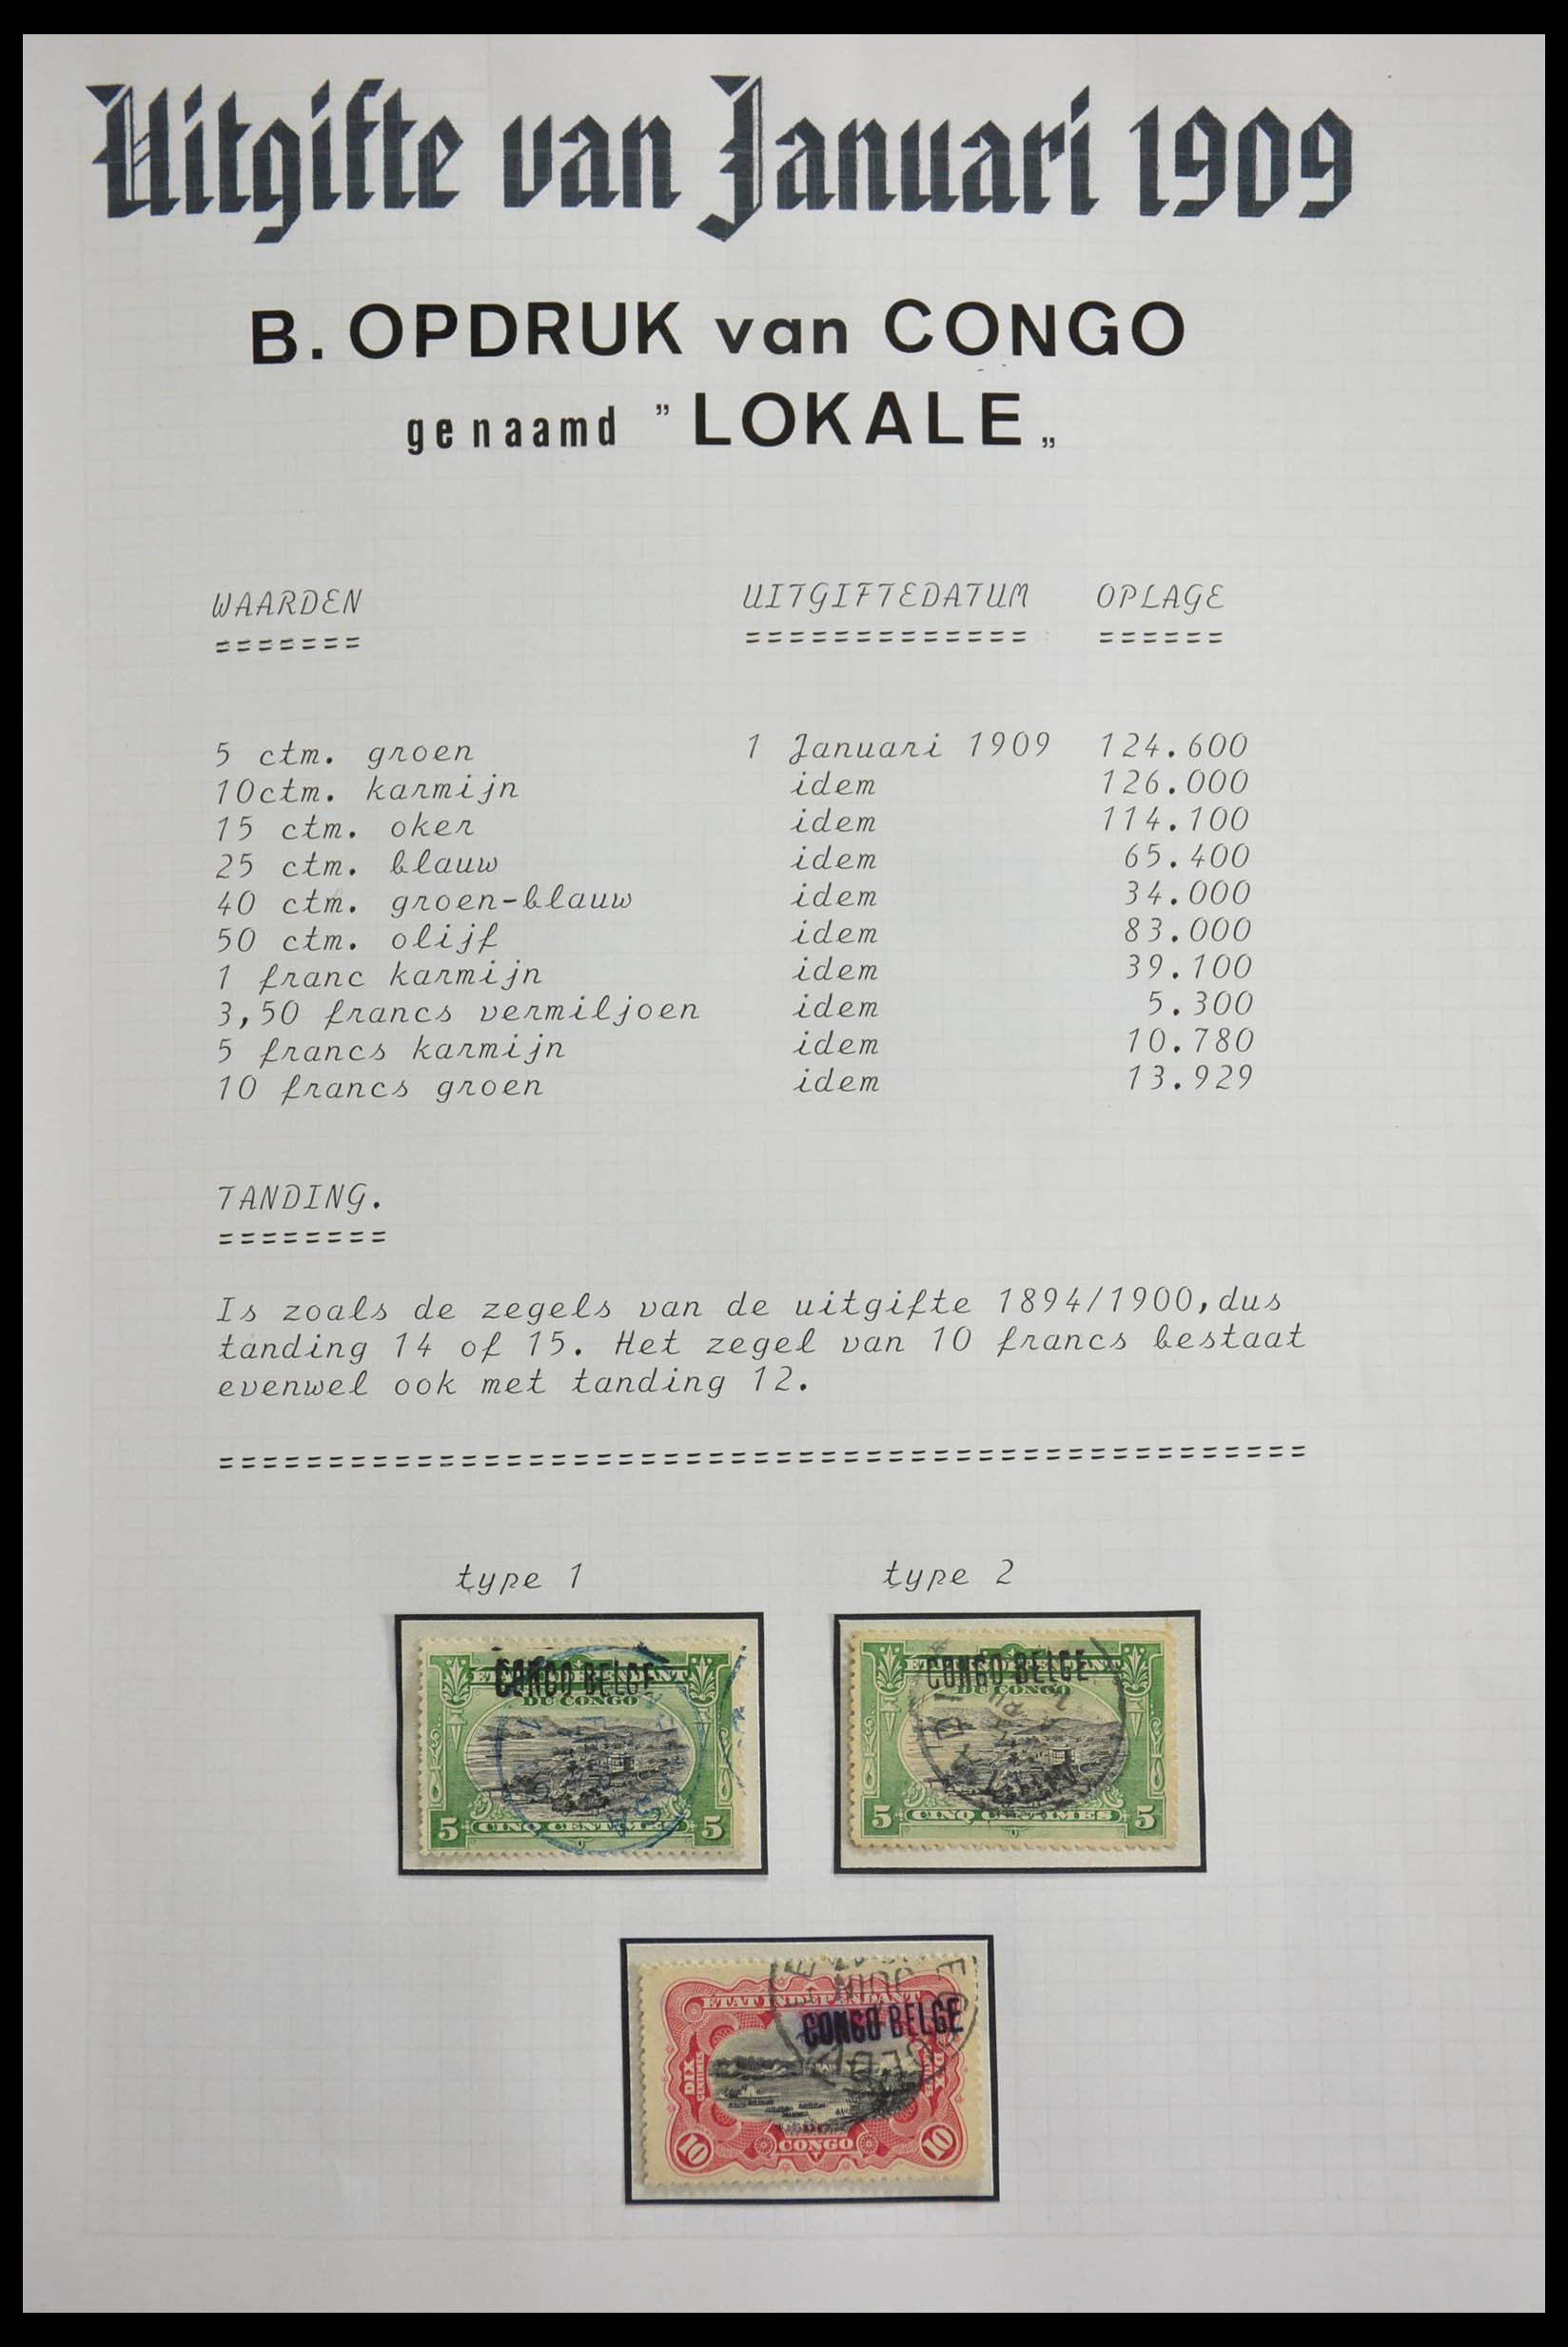 Uitgifte van Januari 1909
B. OPDRUK van CONGO
genaamd "LOKALE„
WAARDEN UITGIFTEDATUM OPLAGE
======= ============= ======
5 ctm. groen 1 Januari 1909 124.600
10ctm. karmijn idem 126.000
15 ctm. oker idem 114.100
25 ctm. blauw idem 65.400
40 ctm. groen-blauw idem 34.000
50 ctm. olijf idem 83.000
1 franc karmijn idem 39.100
3,50 francs vermiljoen idem 5.300
5 francs karmijn idem 10.780
10 francs groen idem 13.929
TANDING.
========
Is zoals de zegels van de uitgifte 1894/1900,dus
tanding 14 of 15. Het zegel van 10 francs bestaat
evenwel ook met tanding 12.
==================================================
type 1 type 2
CONGO BELGE
DU CONGO
5 CINQ CENTIMES 5
CONGO BELGE
DU CONGO
5 CINQ CENTIMES 5
ETAT INDÉPENDANT
CONGO BELGE
DIX CENTIMES
10 CONGO 10